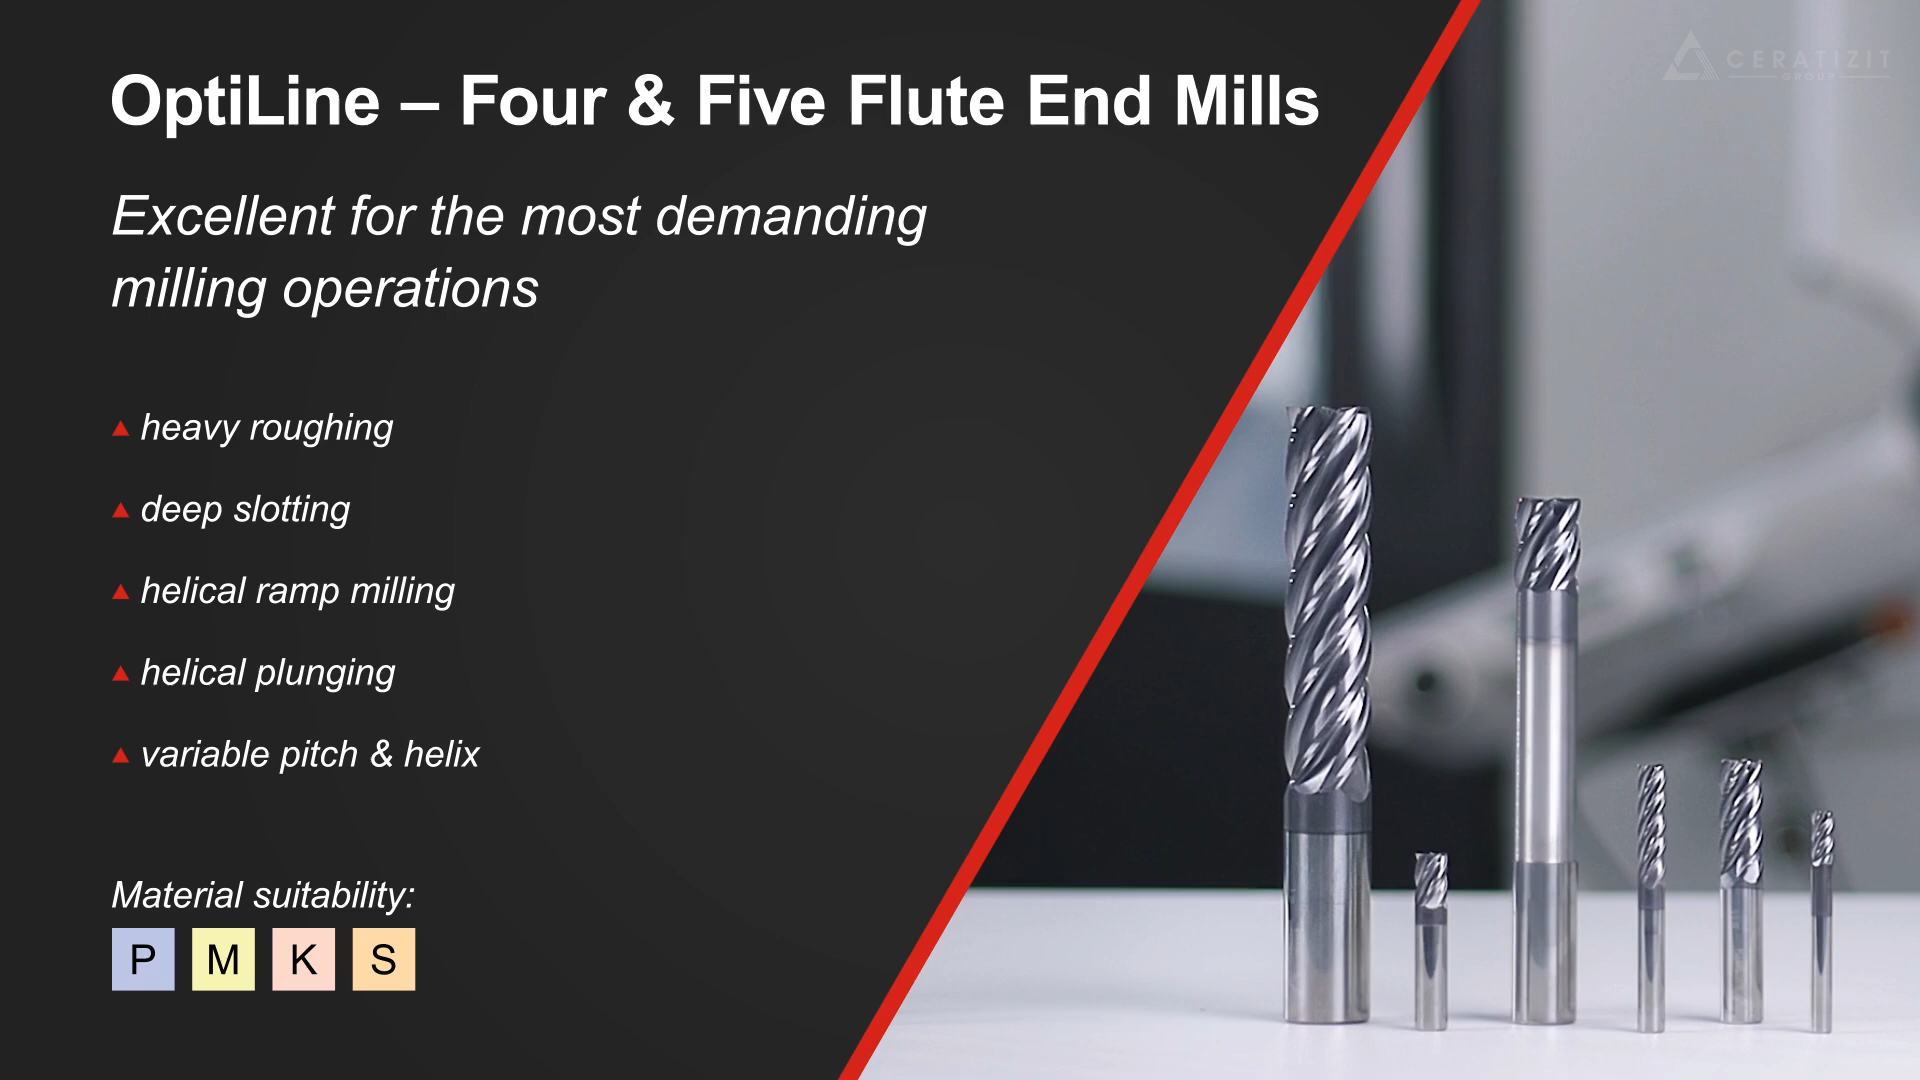 OptiLine – Four & Five Flute End Mills
Excellent for the most demanding
milling operations
heavy roughing
deep slotting
helical ramp milling
helical plunging
variable pitch & helix
Material suitability:
P M K S
CERATIZIT
GROUP